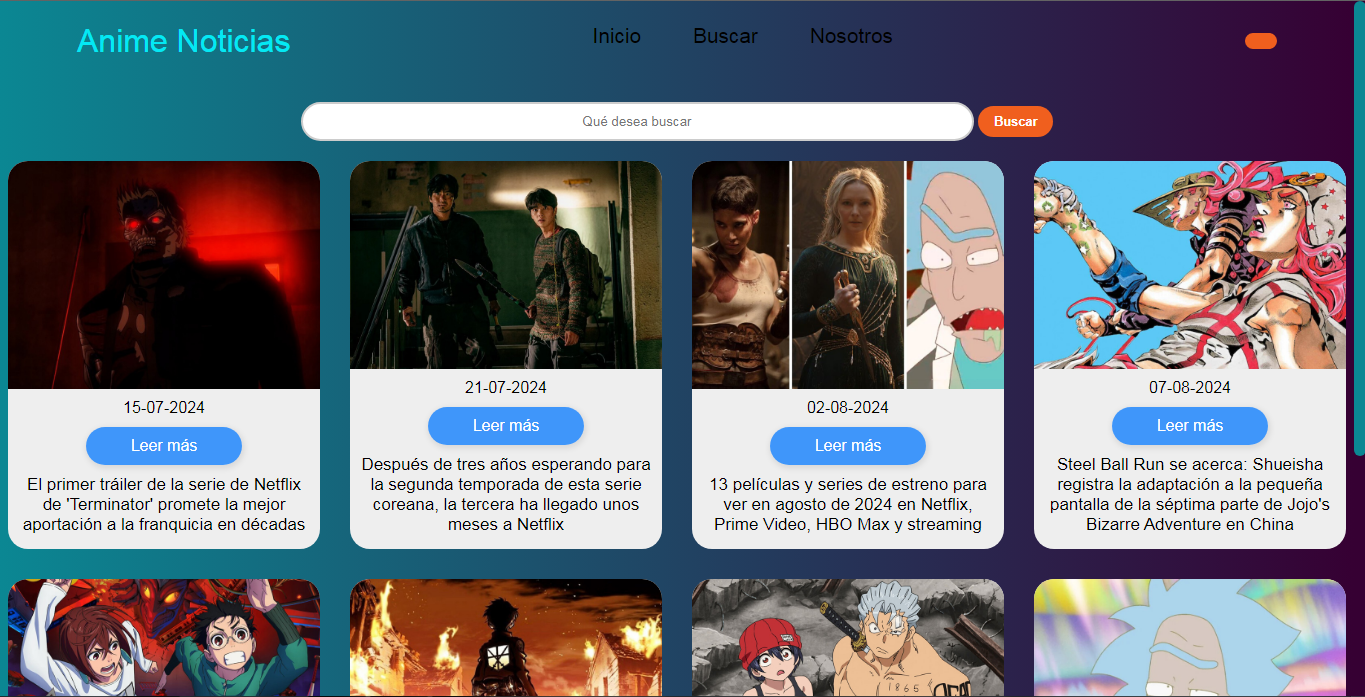 Anime Noticias
Inicio Buscar Nosotros
Qué desea buscar Buscar
15-07-2024
Leer más
El primer tráiler de la serie de Netflix
de 'Terminator' promete la mejor
aportación a la franquicia en décadas
21-07-2024
Leer más
Después de tres años esperando para
la segunda temporada de esta serie
coreana, la tercera ha llegado unos
meses a Netflix
02-08-2024
Leer más
13 películas y series de estreno para
ver en agosto de 2024 en Netflix,
Prime Video, HBO Max y streaming
07-08-2024
Leer más
Steel Ball Run se acerca: Shueisha
registra la adaptación a la pequeña
pantalla de la séptima parte de Jojo's
Bizarre Adventure en China
1865